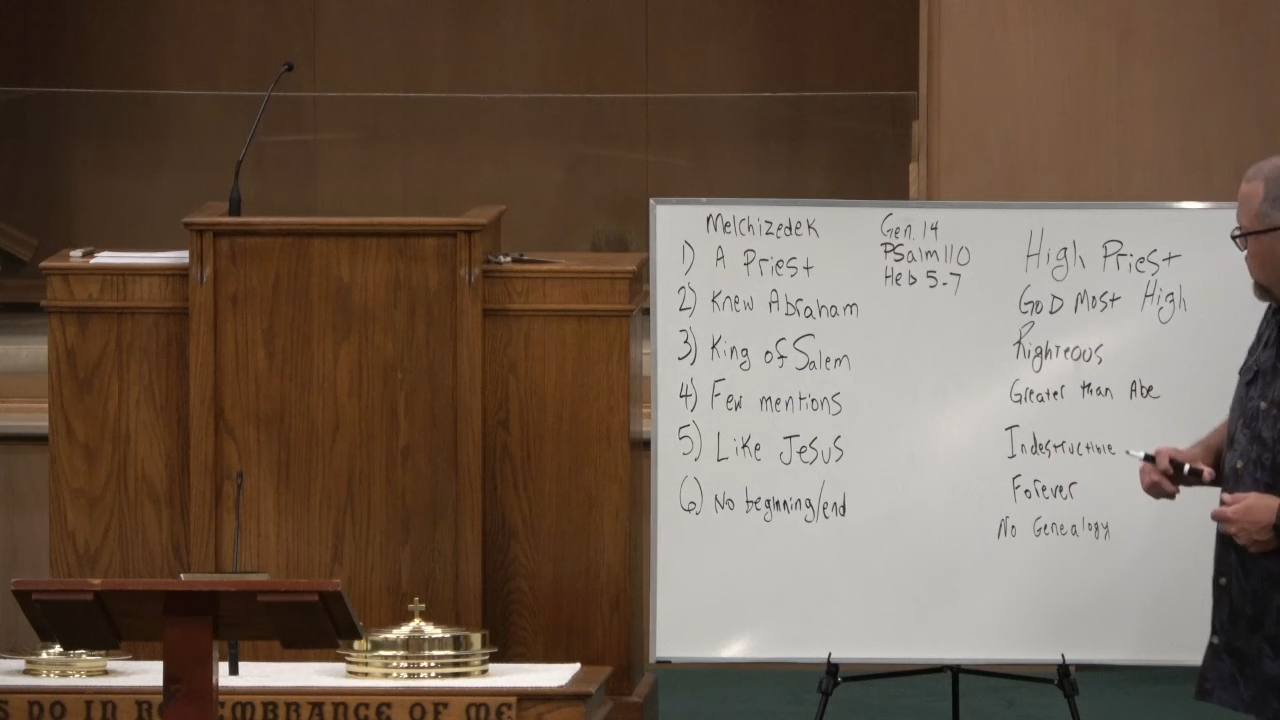 Melchizedek
1) A Priest
2) Knew Abraham
3) King of Salem
4) Few mentions
5) Like Jesus
6) No beginning/end
Gen. 14
PSalm 110
Heb 5-7
High Priest
GoD Most High
Righteous
Greater than Abe
Indestructible
Forever
No Genealogy
S DO IN RE EMBRANCE OF ME